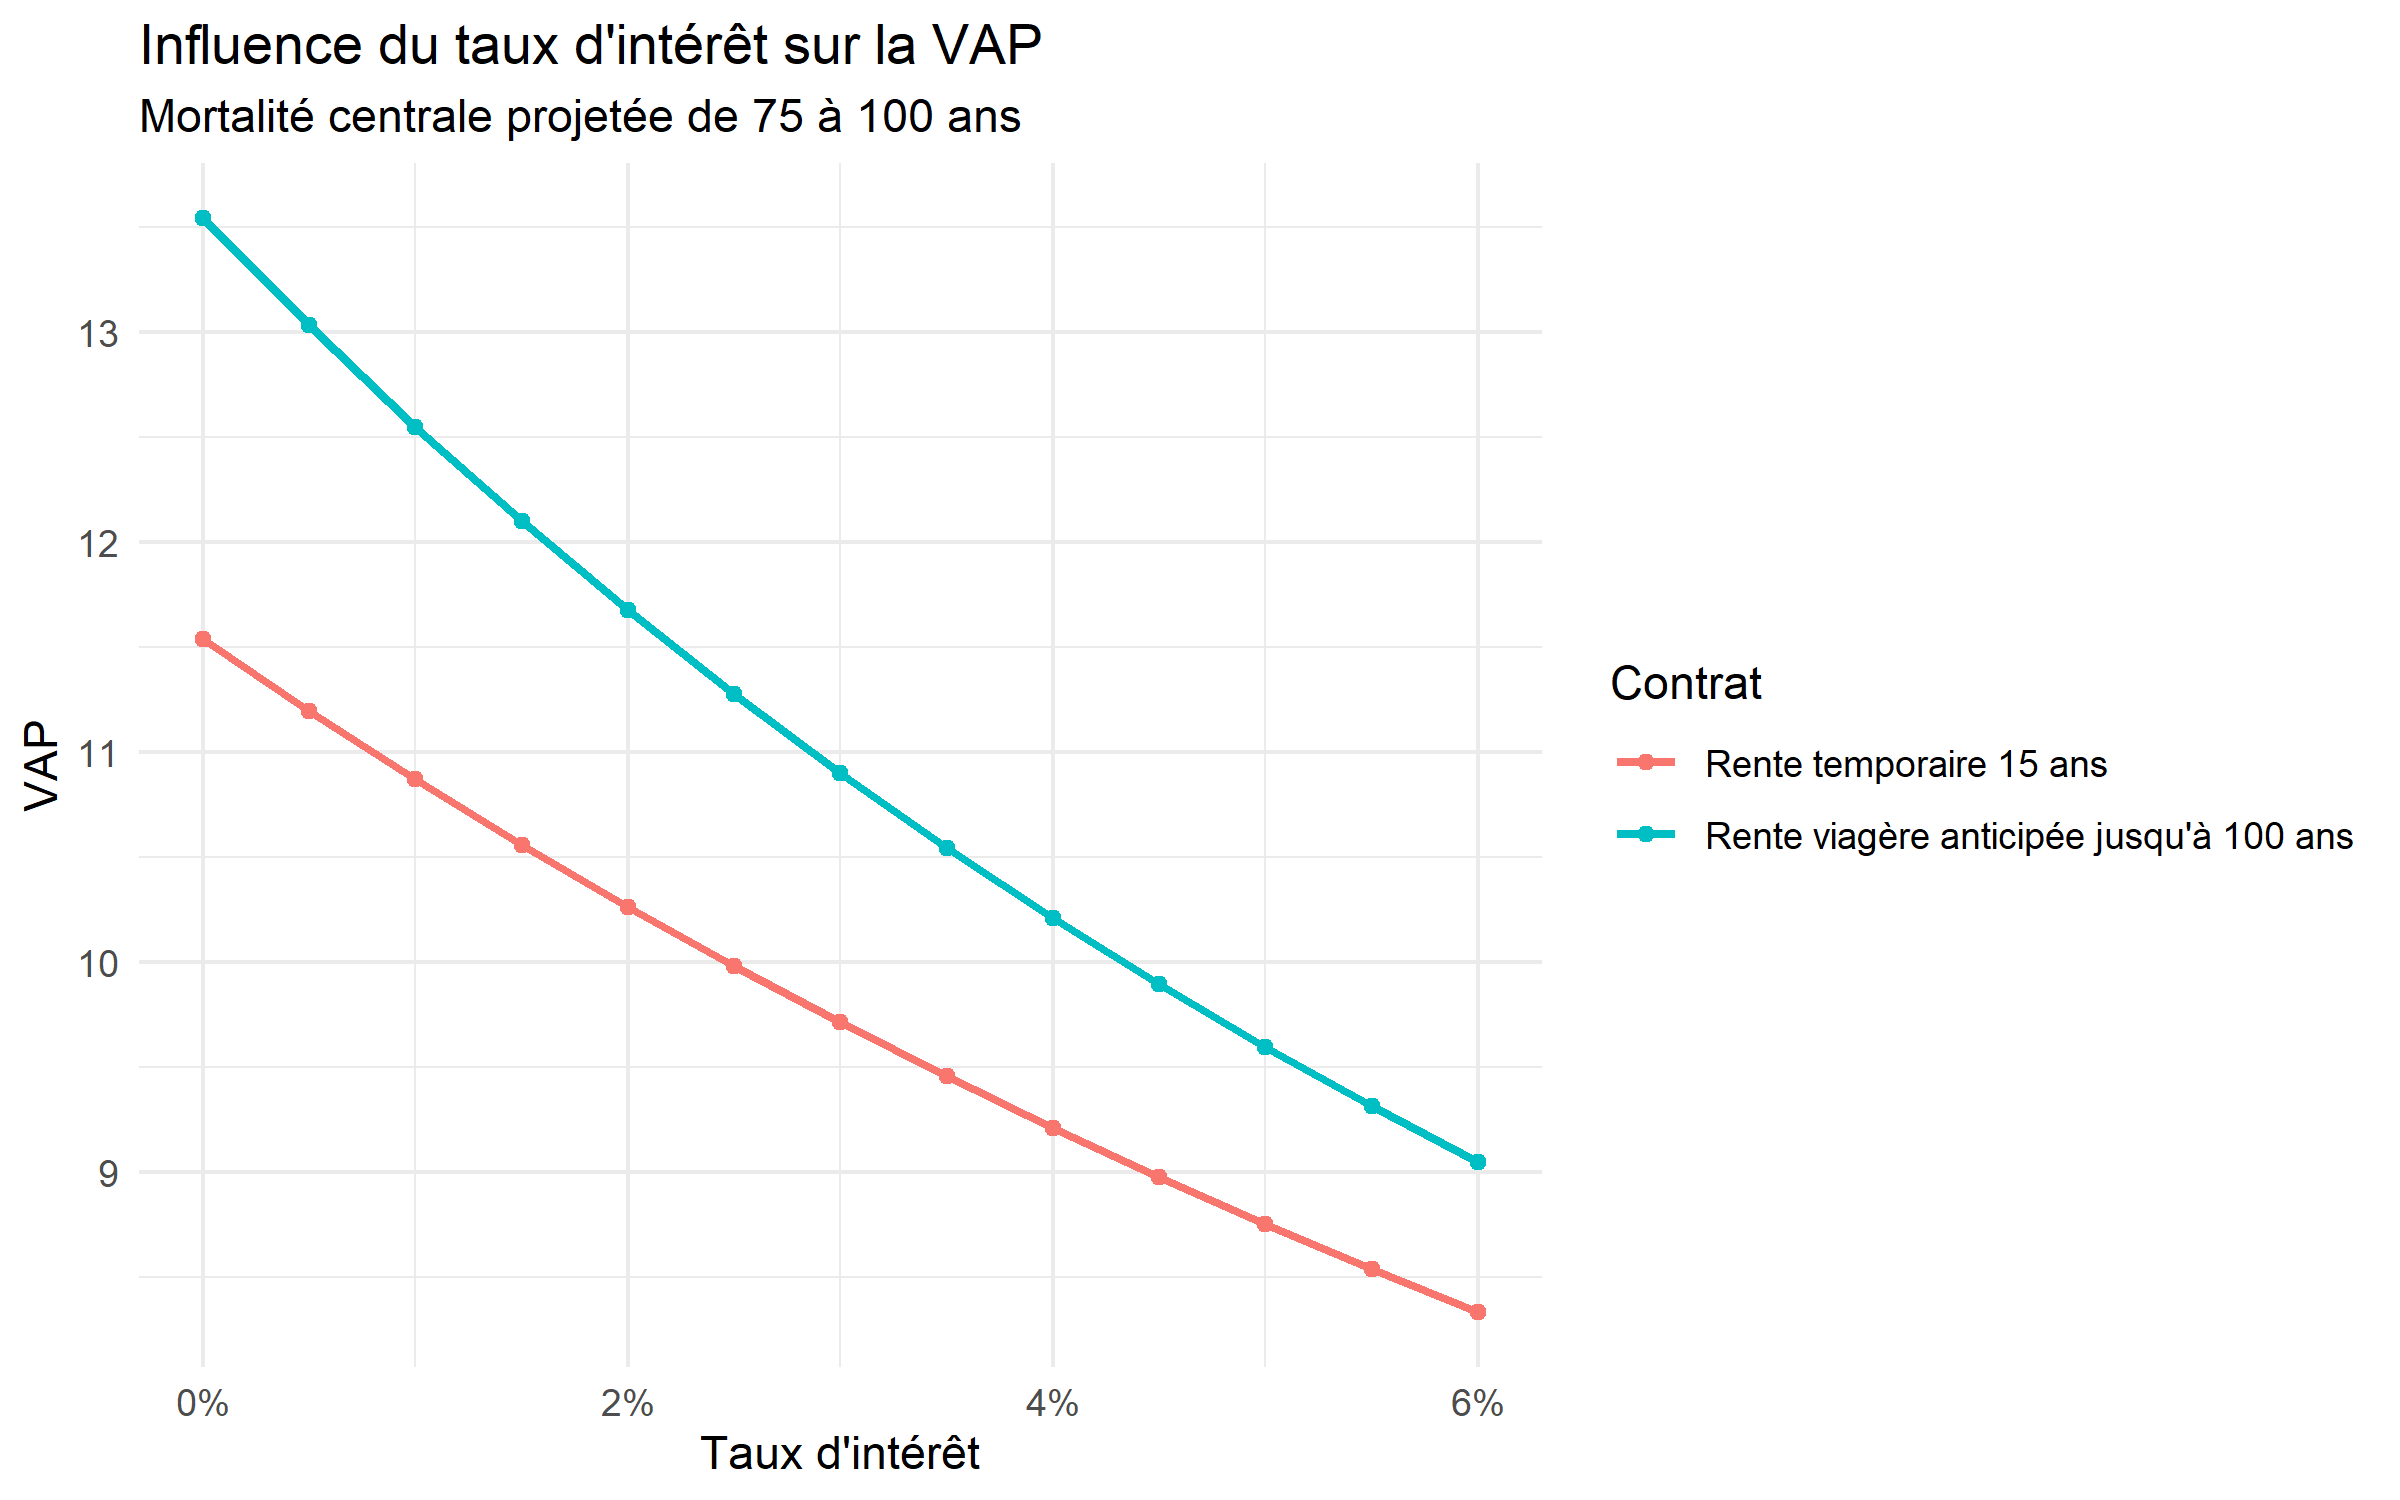 Influence du taux d'intérêt sur la VAP
Mortalité centrale projetée de 75 à 100 ans
13
12
11
10
9
VAP
0%
2%
4%
6%
Taux d'intérêt
Contrat
Rente temporaire 15 ans
Rente viagère anticipée jusqu'à 100 ans